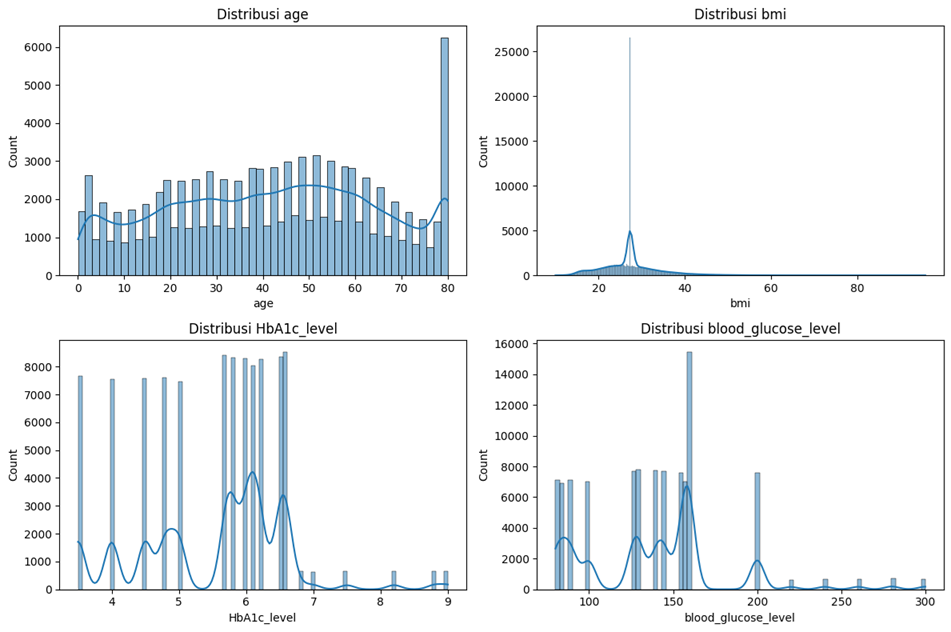 Distribusi age
6000
5000
4000
3000
2000
1000
0
Count
0 10 20 30 40 50 60 70 80
age
Distribusi bmi
25000
20000
15000
10000
5000
0
Count
20 40 60 80
bmi
Distribusi HbA1c_level
8000
7000
6000
5000
4000
3000
2000
1000
0
Count
4 5 6 7 8 9
HbA1c_level
Distribusi blood_glucose_level
16000
14000
12000
10000
8000
6000
4000
2000
0
Count
100 150 200 250 300
blood_glucose_level